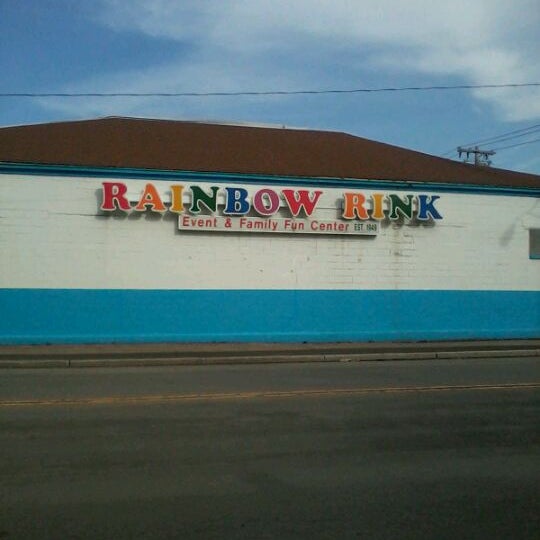 RAINBOW RINK
Event & Family Fun Center EST. 1949